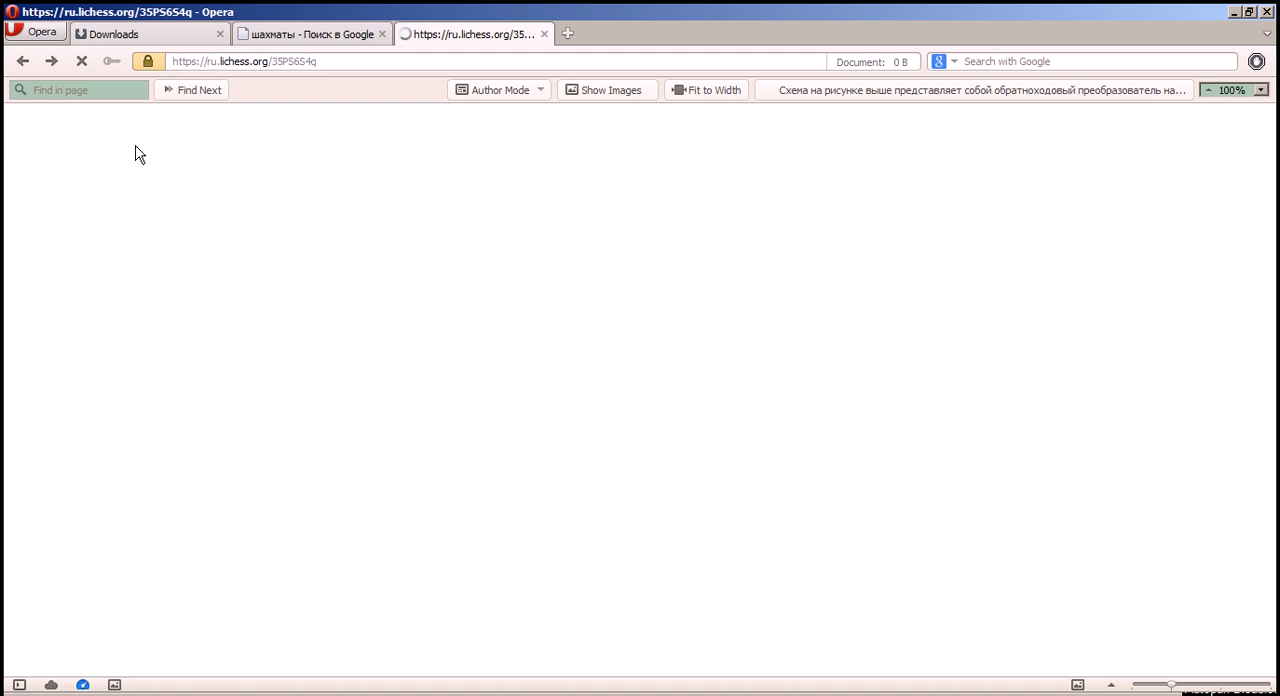 https://ru.lichess.org/35PS6S4q - Opera
Opera
Downloads
шахматы - Поиск в Google
https://ru.lichess.org/35...
https://ru.lichess.org/35PS6S4q
Document: 0 B
Search with Google
Find in page
Find Next
Author Mode
Show Images
Fit to Width
Схема на рисунке выше представляет собой обратноходовый преобразователь на...
100%